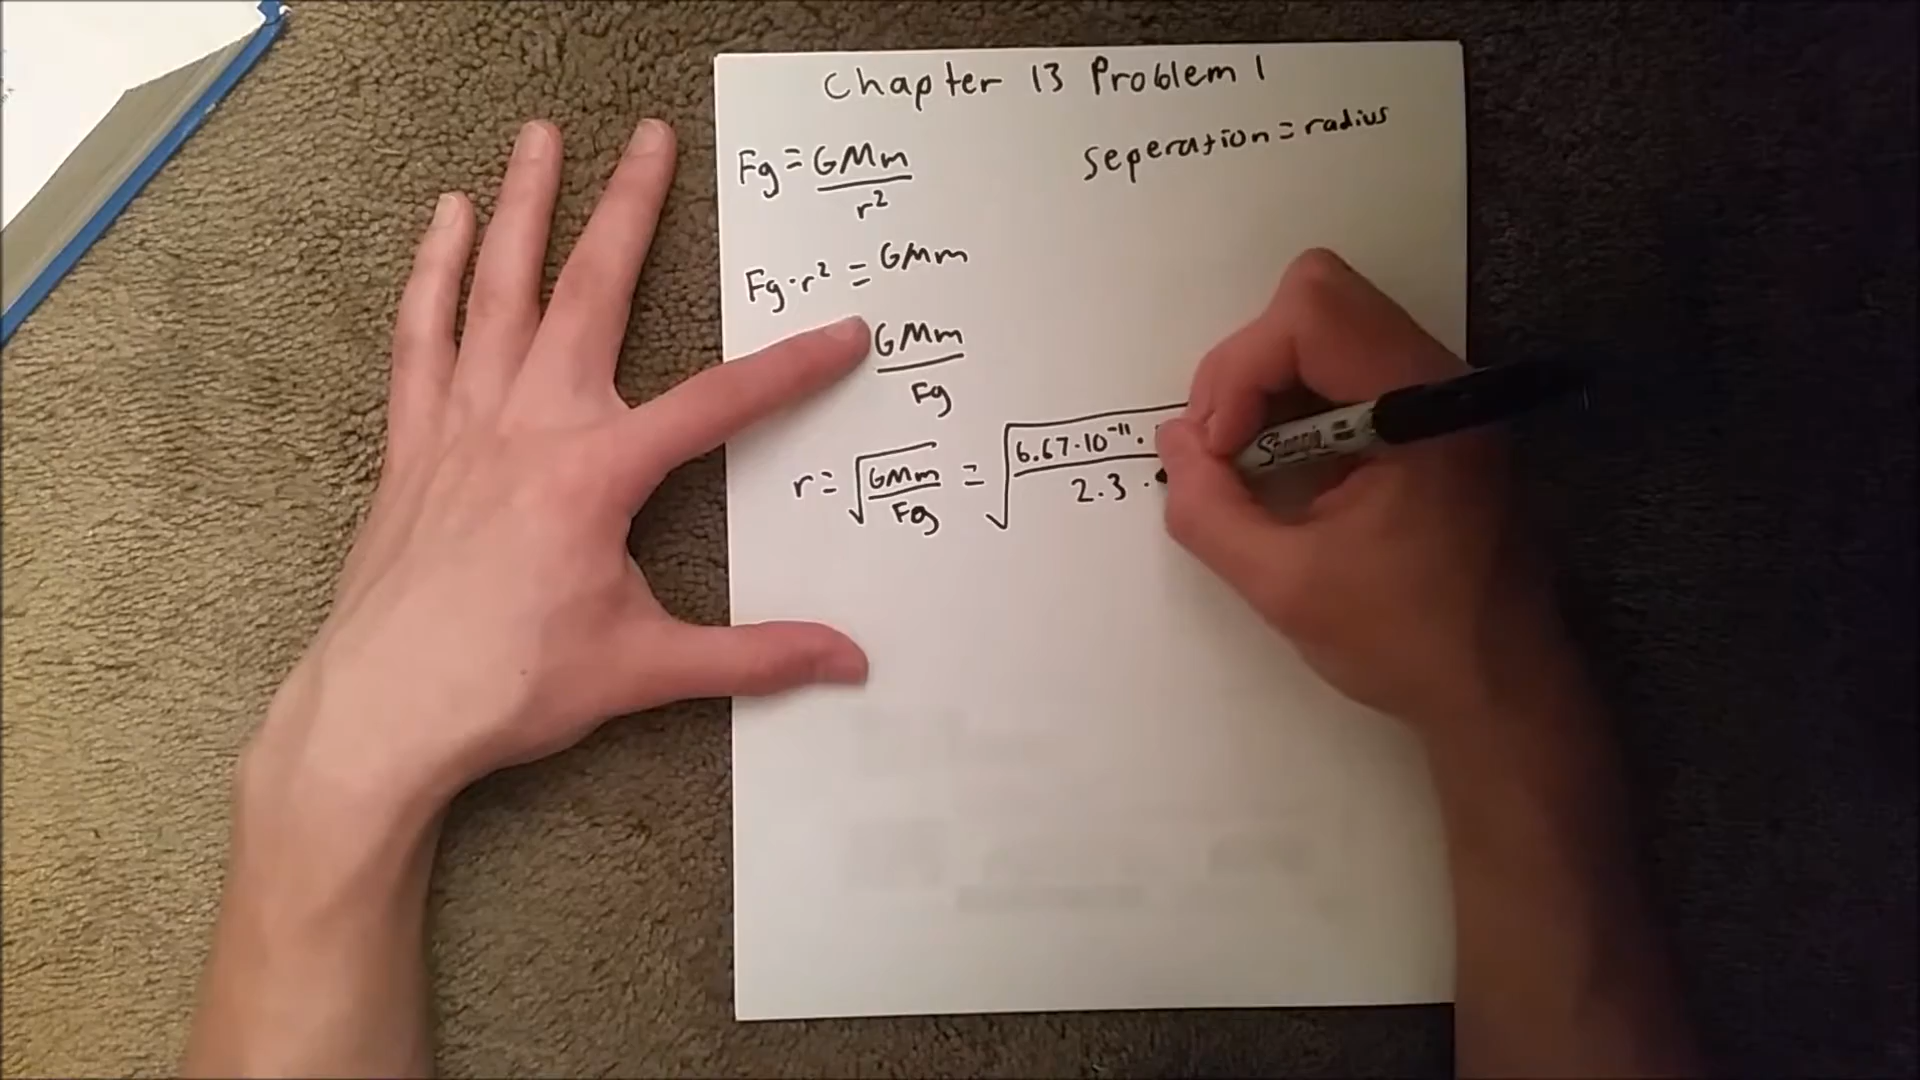 Chapter 13 Problem 1
seperation = radius
Fg = GMm / r²
Fg·r² = GMm
GMm / Fg
r = √(GMm / Fg) = √(6.67·10⁻¹¹· / 2.3 ·
Sharpie